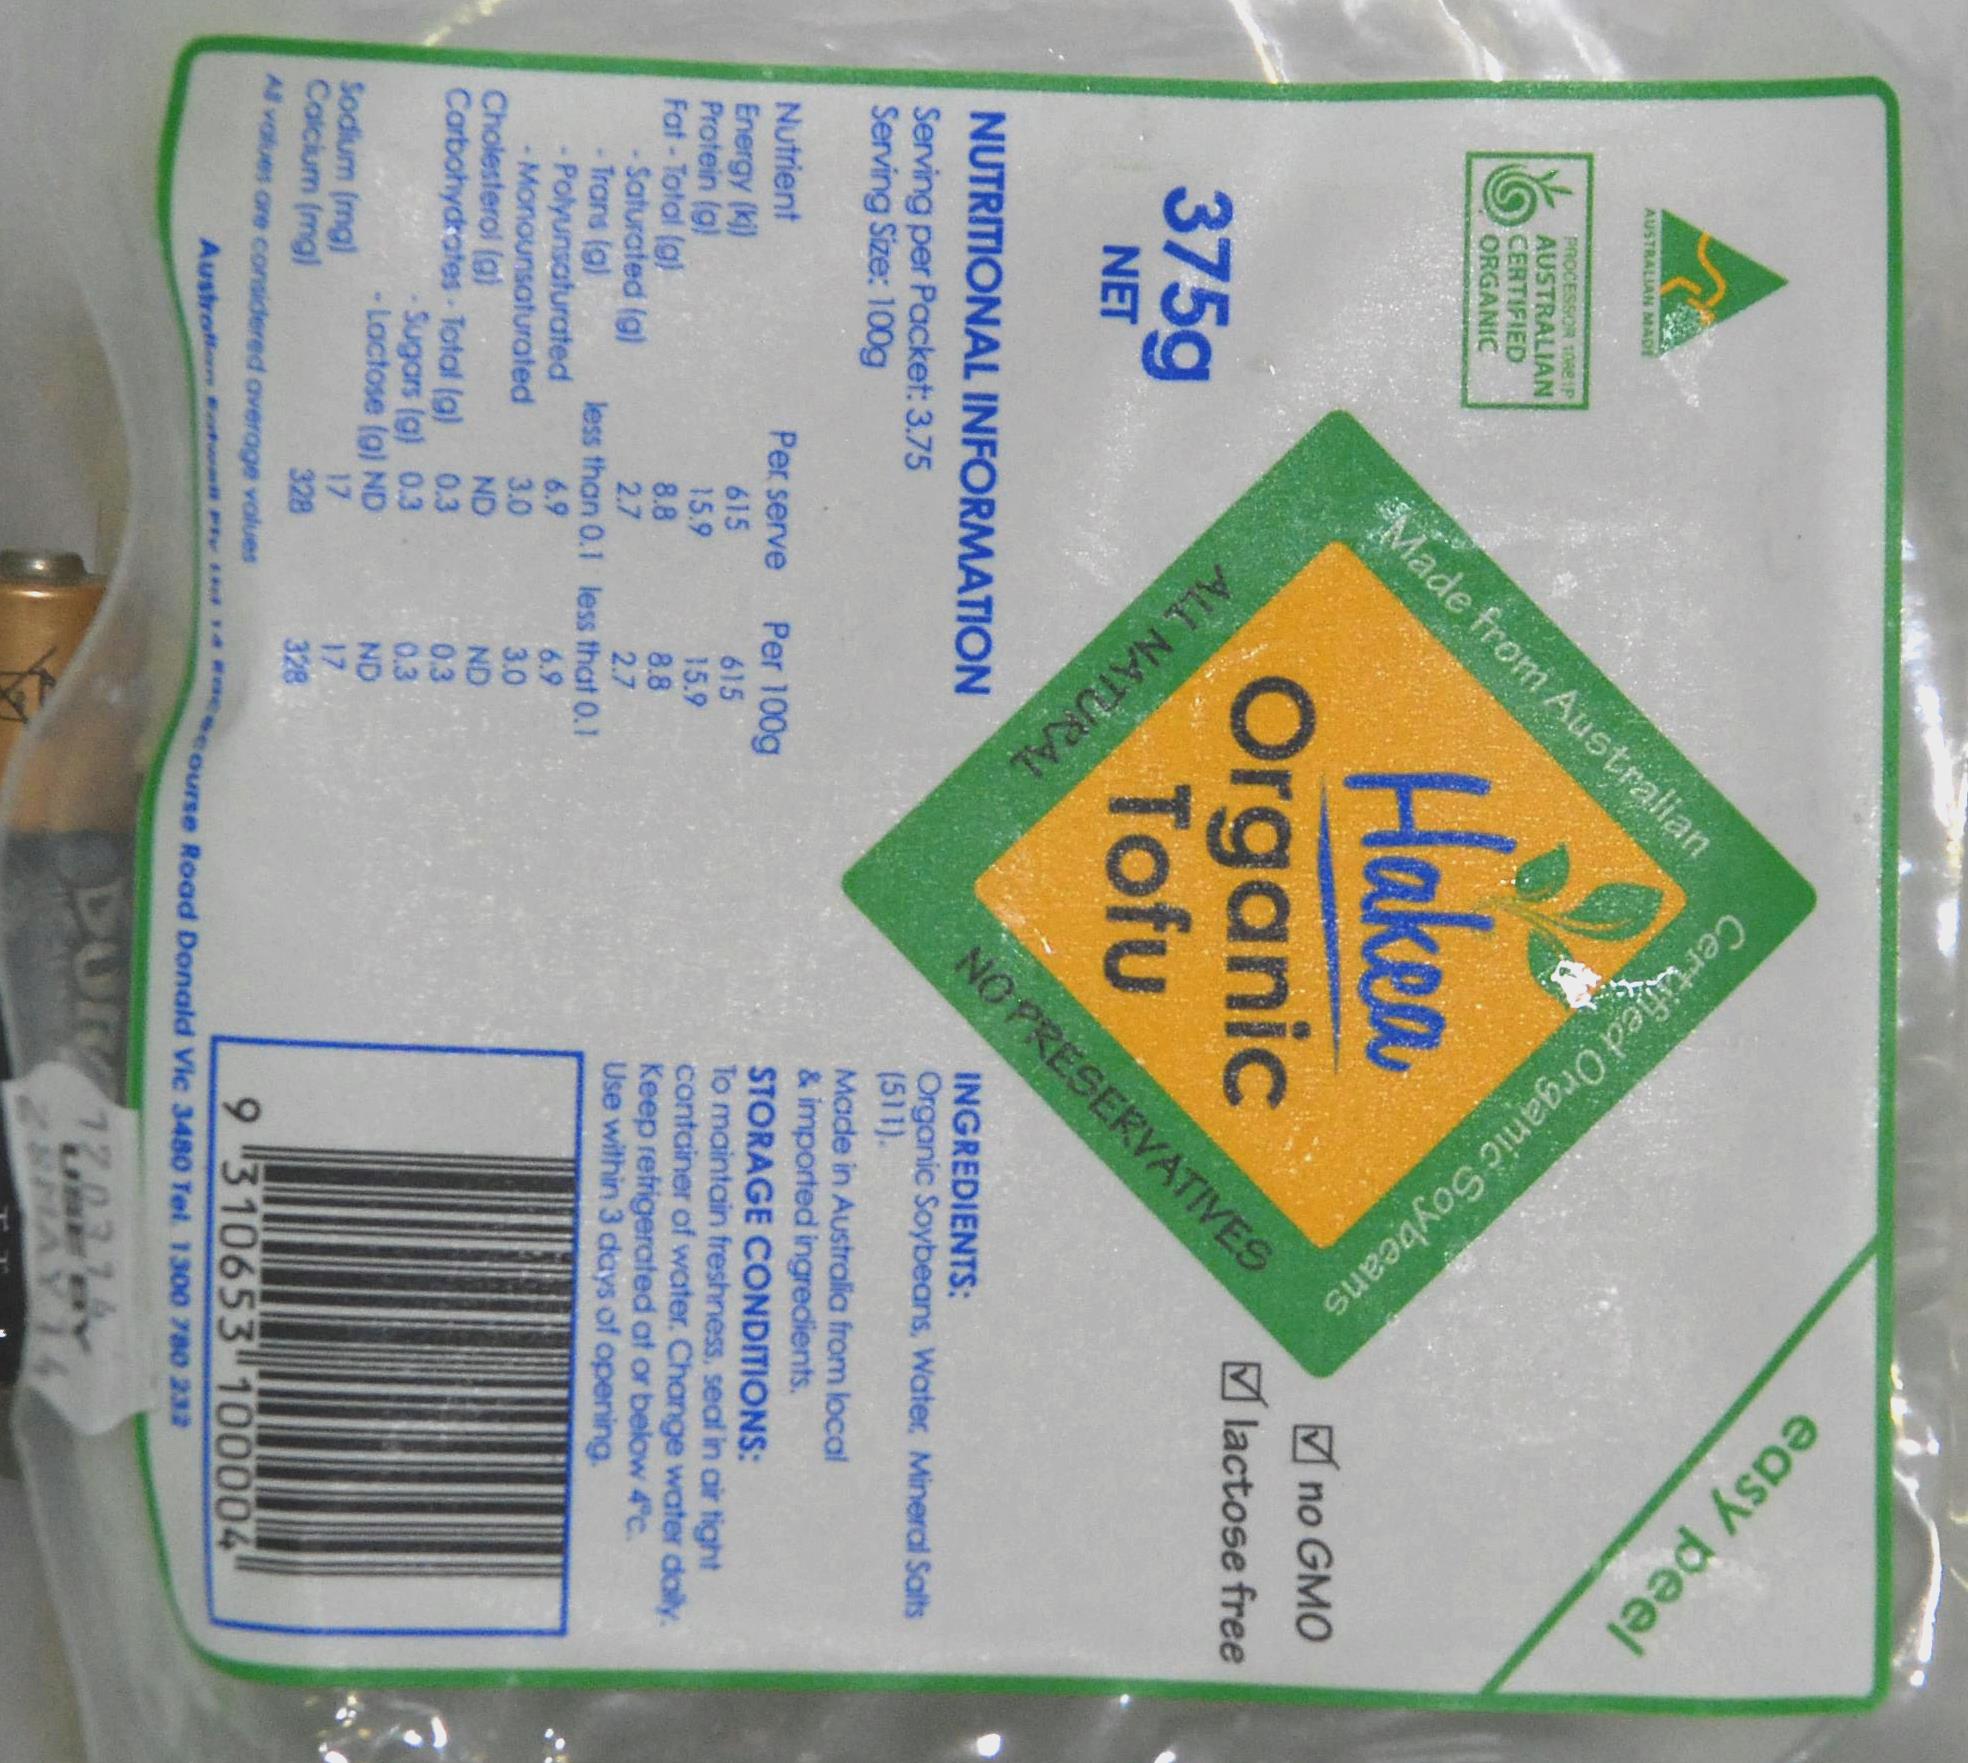 AUSTRALIAN MADE
PROCESSOR
AUSTRALIAN
CERTIFIED
ORGANIC
375g
NET
Made from Australian
Certified Organic Soybeans
Hakea
Organic
Tofu
ALL NATURAL
NO PRESERVATIVES
easy peel
☑ no GMO
☑ lactose free
NUTRITIONAL INFORMATION
Serving per Packet: 3.75
Serving Size: 100g
Nutrient Per serve Per 100g
Energy (kj) 615 615
Protein (g) 15.9 15.9
Fat - Total (g) 8.8 8.8
- Saturated (g) 2.7 2.7
- Trans (g) less than 0.1 less that 0.1
- Polyunsaturated 6.9 6.9
- Monounsaturated 3.0 3.0
Cholesterol (g) ND ND
Carbohydrates - Total (g) 0.3 0.3
- Sugars (g) 0.3 0.3
- Lactose (g) ND ND
Sodium (mg) 17 17
Calcium (mg) 328 328
All values are considered average values
INGREDIENTS:
Organic Soybeans, Water, Mineral Salts
(511).
Made in Australia from local
& imported ingredients.
STORAGE CONDITIONS:
To maintain freshness, seal in air tight
container of water. Change water daily.
Keep refrigerated at or below 4°c.
Use within 3 days of opening.
9 310653 100004
Pty Ltd 14 Racecourse Road Donald Vic 3480 Tel. 1300 780 232